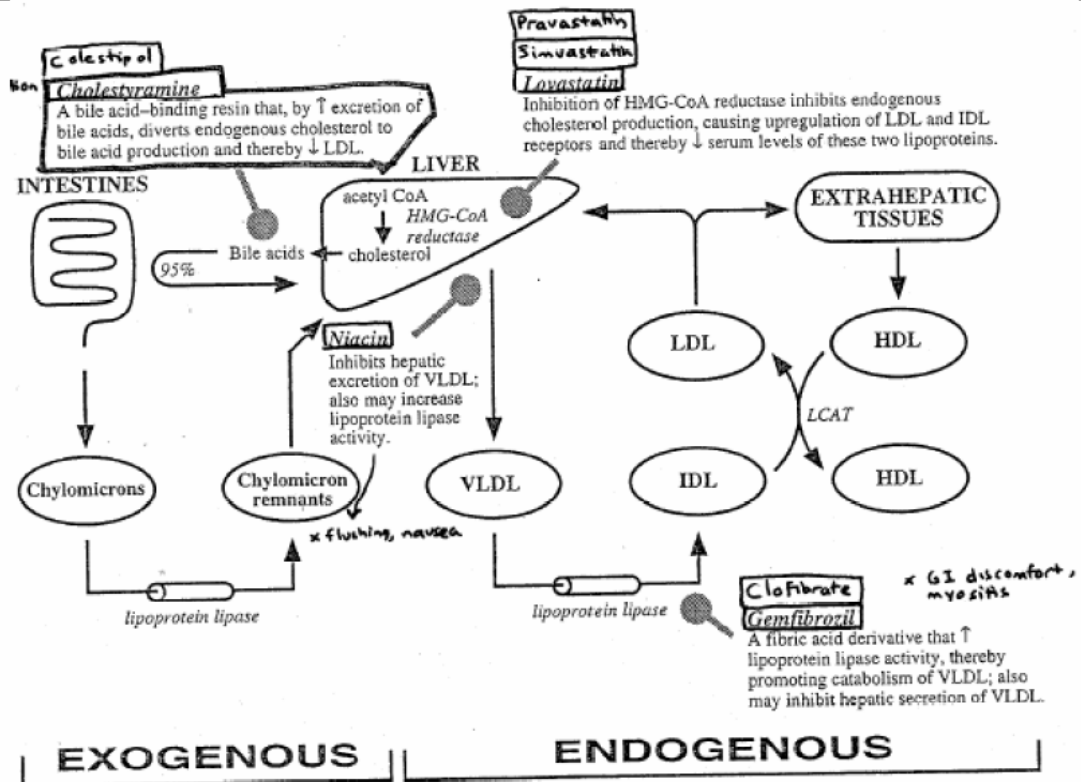 Colestipol
Cholestyramine
A bile acid–binding resin that, by ↑ excretion of
bile acids, diverts endogenous cholesterol to
bile acid production and thereby ↓ LDL.
Pravastatin
Simvastatin
Lovastatin
Inhibition of HMG-CoA reductase inhibits endogenous
cholesterol production, causing upregulation of LDL and IDL
receptors and thereby ↓ serum levels of these two lipoproteins.
INTESTINES
LIVER
acetyl CoA
HMG-CoA
reductase
cholesterol
Bile acids
95%
EXTRAHEPATIC
TISSUES
Niacin
Inhibits hepatic
excretion of VLDL;
also may increase
lipoprotein lipase
activity.
x flushing, nausea
LDL
HDL
LCAT
Chylomicrons
Chylomicron
remnants
VLDL
IDL
HDL
lipoprotein lipase
lipoprotein lipase
Clofibrate
Gemfibrozil
A fibric acid derivative that ↑
lipoprotein lipase activity, thereby
promoting catabolism of VLDL; also
may inhibit hepatic secretion of VLDL.
x GI discomfort,
myositis
EXOGENOUS
ENDOGENOUS